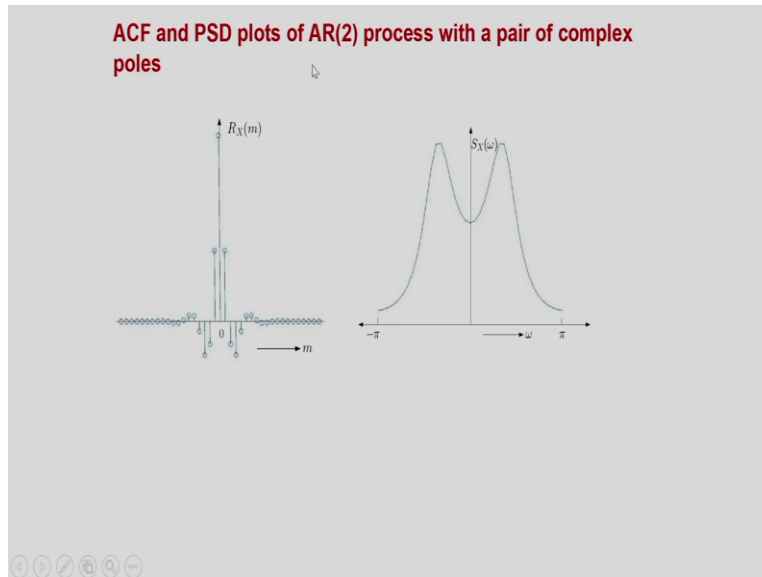 ACF and PSD plots of AR(2) process with a pair of complex
poles
R_X(m)
S_X(ω)
0
m
−π
ω
π